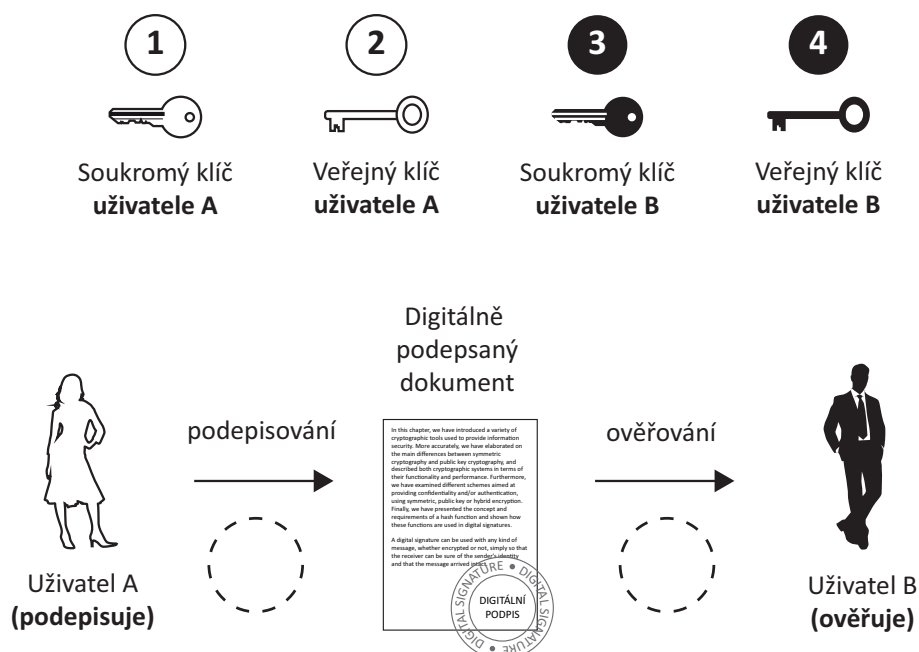 1
2
3
4
Soukromý klíč
uživatele A
Veřejný klíč
uživatele A
Soukromý klíč
uživatele B
Veřejný klíč
uživatele B
Digitálně
podepsaný
dokument
podepisování
ověřování
In this chapter, we have introduced a variety of
cryptographic tools used to provide information
security. More accurately, we have elaborated on
the main differences between symmetric
cryptography and public key cryptography, and
described both cryptographic systems in terms of
their functionality and performance. Furthermore,
we have examined different schemes aimed at
providing confidentiality and/or authentication,
using symmetric, public key or hybrid encryption.
Finally, we have presented the concept and
requirements of a hash function and shown how
these functions are used in digital signatures.
A digital signature can be used with any kind of
message, whether encrypted or not, simply so that
the receiver can be sure of the sender's identity
and that the message arrived intact.
DIGITAL SIGNATURE • DIGITAL SIGNATURE •
DIGITÁLNÍ
PODPIS
Uživatel A
(podepisuje)
Uživatel B
(ověřuje)